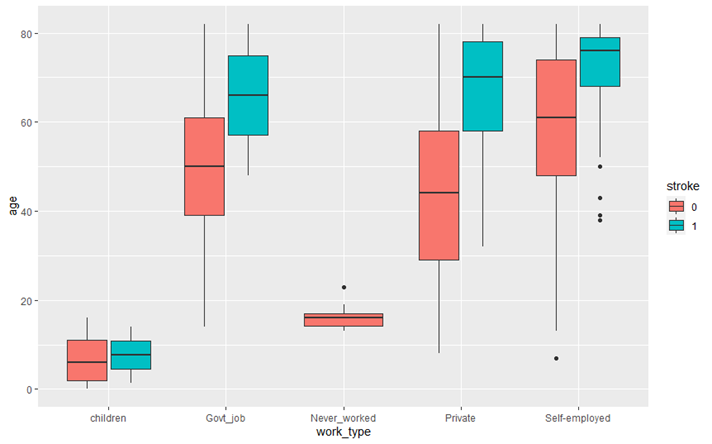 80
60
40
20
0
age
children
Govt_job
Never_worked
Private
Self-employed
work_type
stroke
0
1